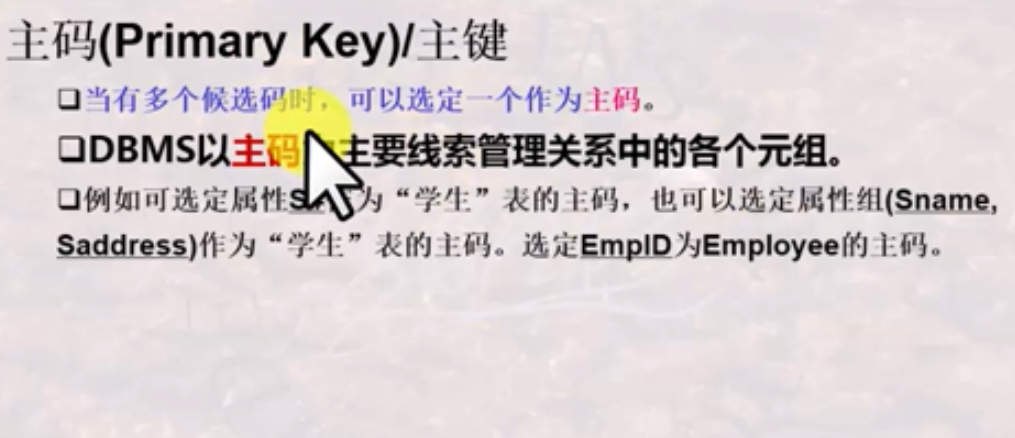 主码(Primary Key)/主键
❑当有多个候选码时，可以选定一个作为主码。
❑DBMS以主码 主要线索管理关系中的各个元组。
❑例如可选定属性 为“学生”表的主码，也可以选定属性组(Sname,
Saddress)作为“学生”表的主码。选定EmpID为Employee的主码。